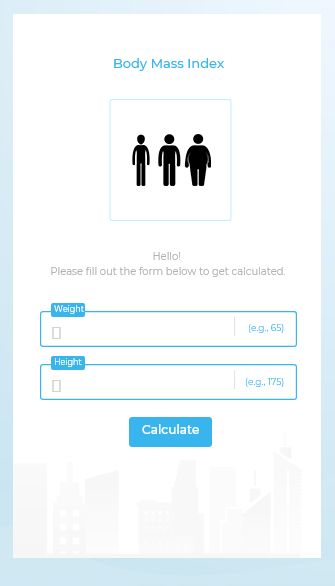 Body Mass Index
Hello!
Please fill out the form below to get calculated.
Weight
(e.g., 65)
Height
(e.g., 175)
Calculate